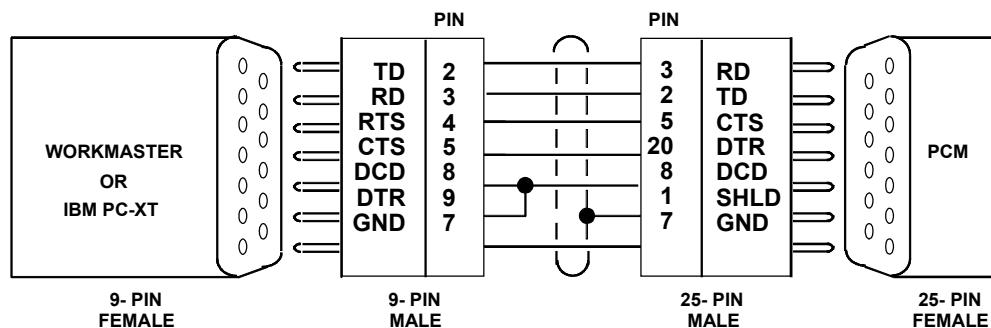 PIN PIN
TD 2 3 RD
RD 3 2 TD
RTS 4 5 CTS
WORKMASTER CTS 5 20 DTR PCM
OR DCD 8 8 DCD
IBM PC-XT DTR 9 1 SHLD
GND 7 7 GND
9- PIN 9- PIN 25- PIN 25- PIN
FEMALE MALE MALE FEMALE